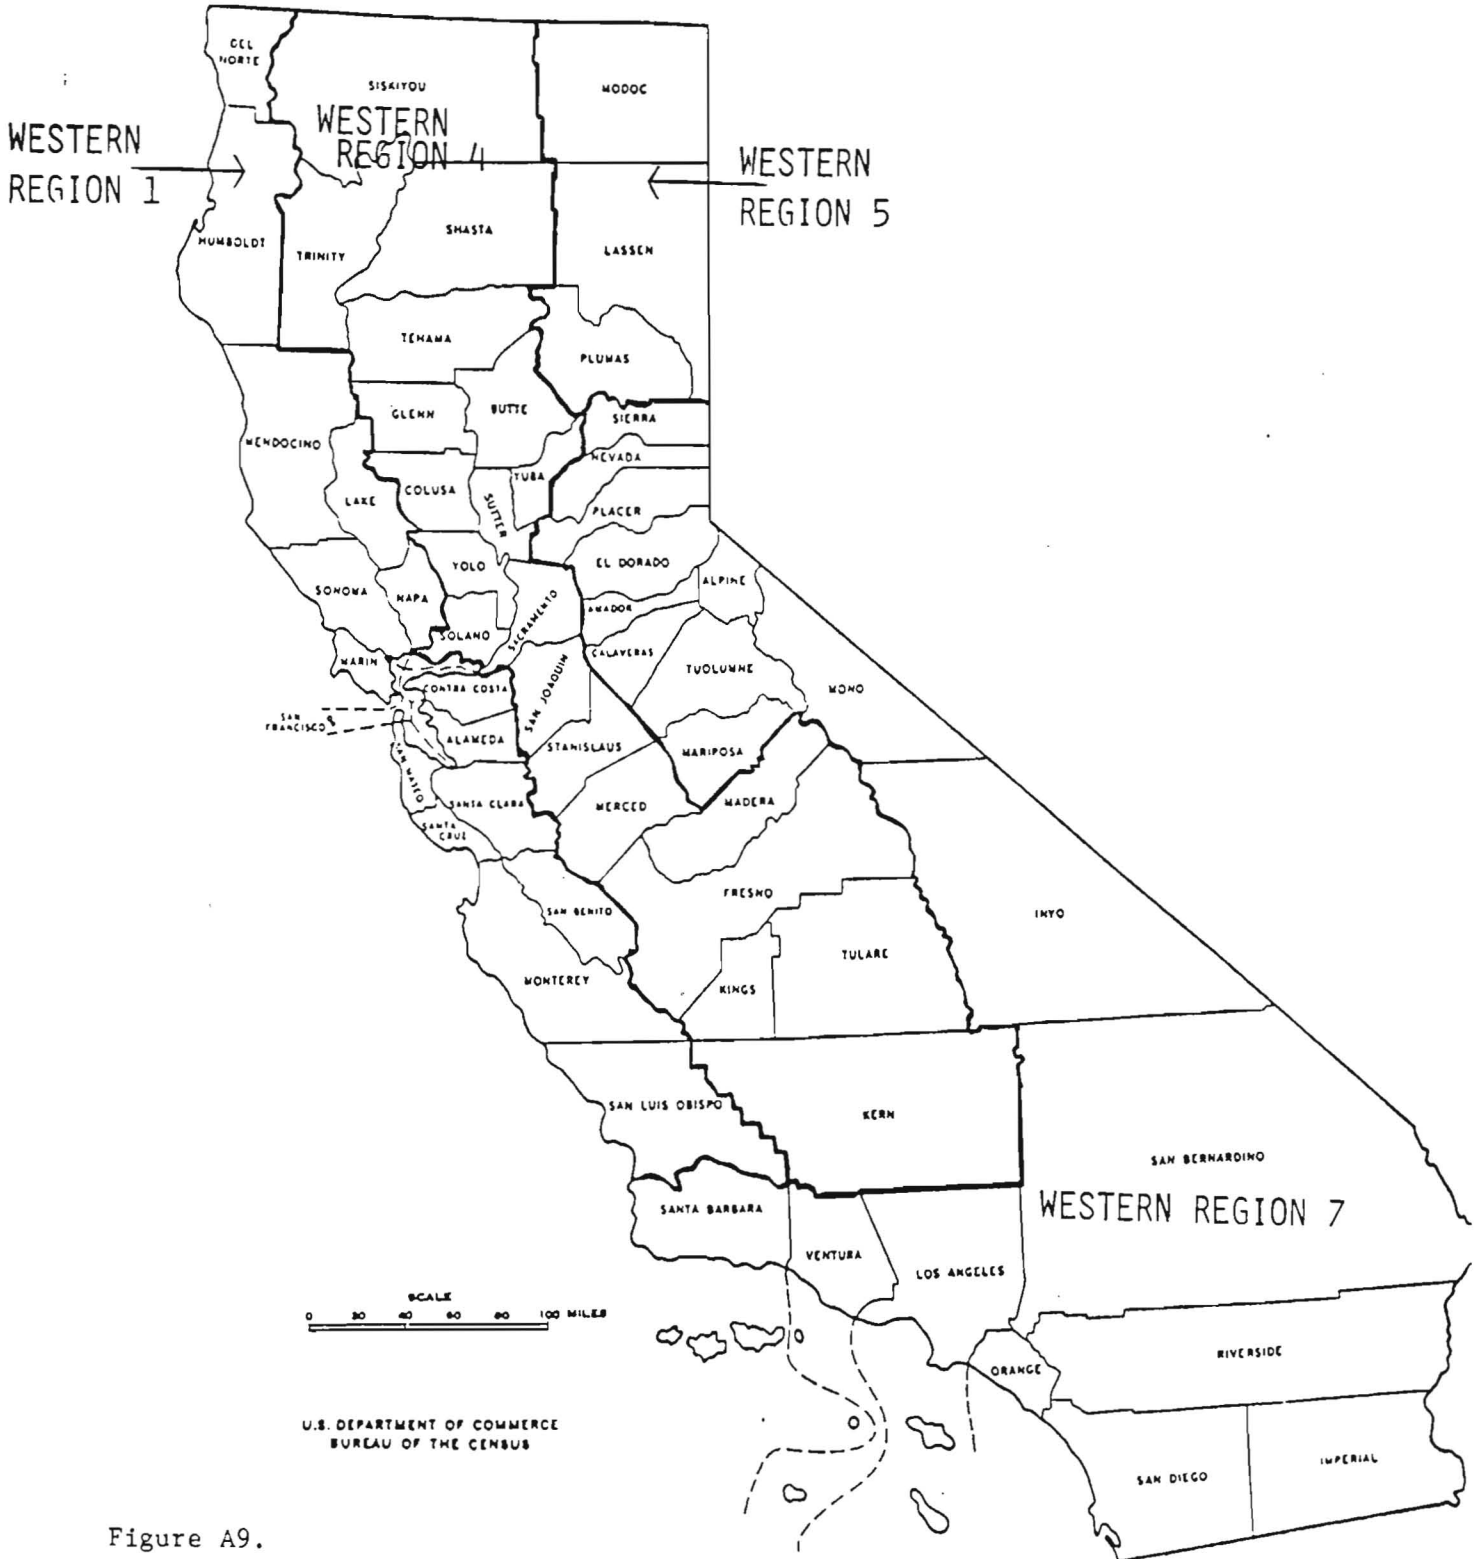 DEL
NORTE
SISKIYOU
MODOC
WESTERN
REGION 1
WESTERN
REGION 4
WESTERN
REGION 5
HUMBOLDT
TRINITY
SHASTA
LASSEN
TEHAMA
PLUMAS
GLENN
BUTTE
SIERRA
MENDOCINO
NEVADA
LAKE
COLUSA
SUTTER
YUBA
PLACER
SONOMA
NAPA
YOLO
EL DORADO
ALPINE
SACRAMENTO
AMADOR
SOLANO
MARIN
CALAVERAS
TUOLUMNE
MONO
CONTRA COSTA
SAN JOAQUIN
SAN
FRANCISCO
ALAMEDA
STANISLAUS
MARIPOSA
SAN MATEO
SANTA CLARA
MERCED
MADERA
SANTA
CRUZ
FRESNO
SAN BENITO
INYO
MONTEREY
KINGS
TULARE
SAN LUIS OBISPO
KERN
SAN BERNARDINO
SANTA BARBARA
WESTERN REGION 7
VENTURA
LOS ANGELES
SCALE
0 20 40 60 80 100 MILES
ORANGE
RIVERSIDE
U.S. DEPARTMENT OF COMMERCE
BUREAU OF THE CENSUS
SAN DIEGO
IMPERIAL
Figure A9.